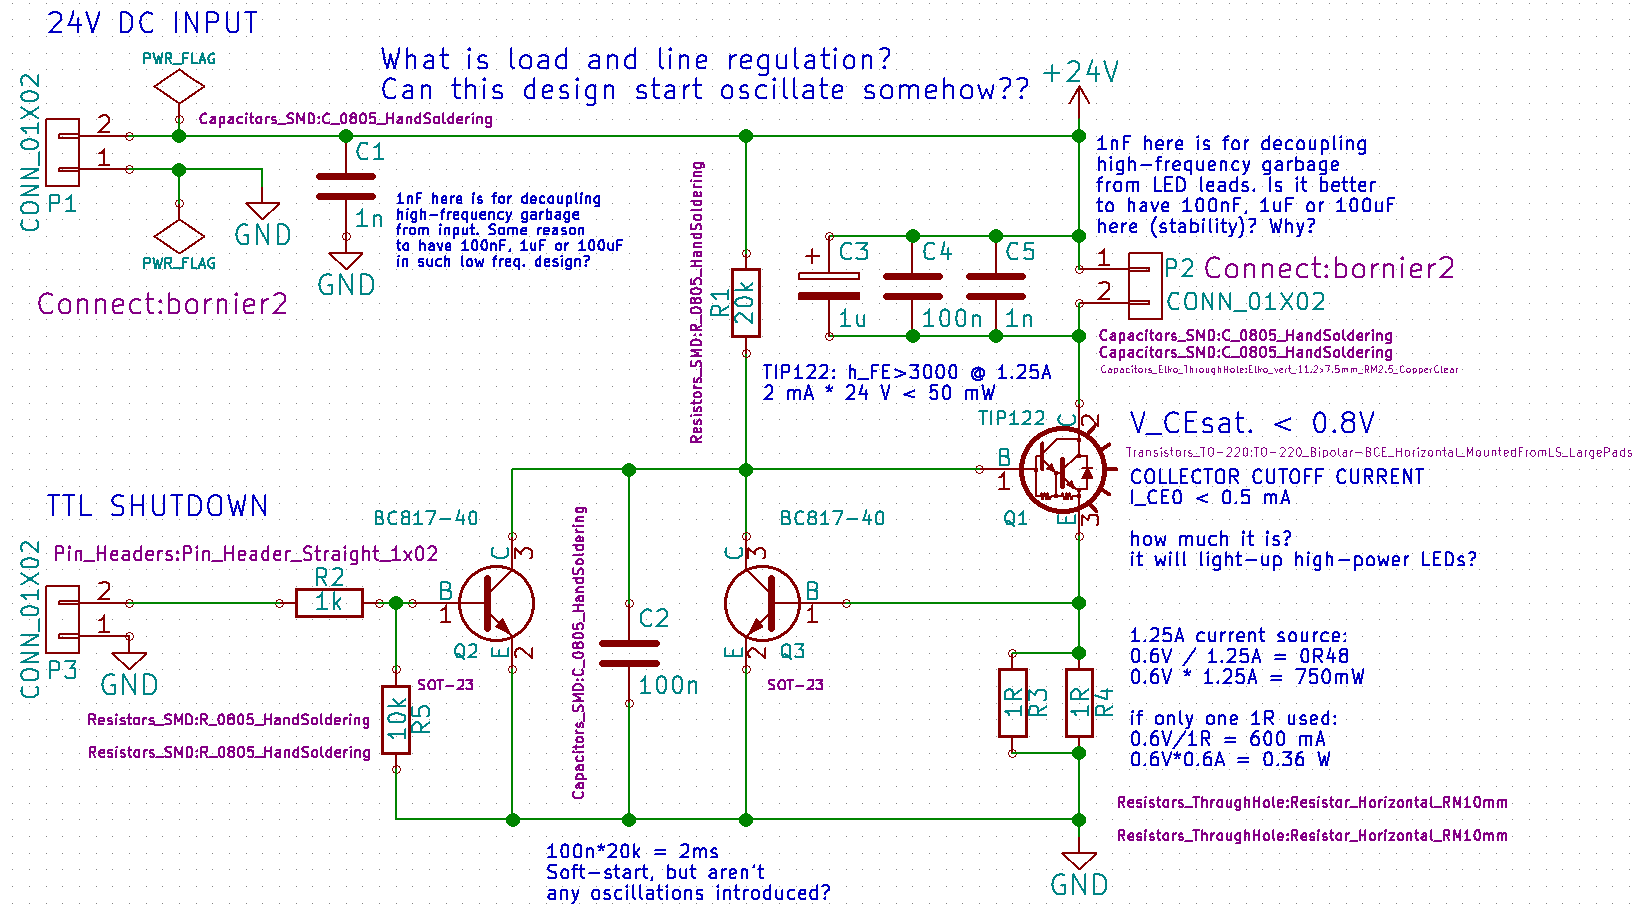 24V DC INPUT
PWR_FLAG
What is load and line regulation?
Can this design start oscillate somehow??
+24V
CONN_01X02
2
1
P1
Capacitors_SMD:C_0805_HandSoldering
C1
1n
GND
GND
PWR_FLAG
Connect:bornier2
1nF here is for decoupling
high-frequency garbage
from input. Same reason
to have 100nF, 1uF or 100uF
in such low freq. design?
Resistors_SMD:R_0805_HandSoldering
R1
20k
1nF here is for decoupling
high-frequency garbage
from LED leads. Is it better
to have 100nF, 1uF or 100uF
here (stability)? Why?
+
C3
1u
C4
100n
C5
1n
1
2
P2
Connect:bornier2
CONN_01X02
Capacitors_SMD:C_0805_HandSoldering
Capacitors_SMD:C_0805_HandSoldering
Capacitors_Elko_ThroughHole:Elko_vert_11.2x7.5mm_RM2.5_CopperClear
TIP122: h_FE>3000 @ 1.25A
2 mA * 24 V < 50 mW
TIP122
C
2
B
1
Q1
E
3
V_CEsat. < 0.8V
Transistors_TO-220:TO-220_Bipolar-BCE_Horizontal_MountedFromLS_LargePads
COLLECTOR CUTOFF CURRENT
I_CEO < 0.5 mA
how much it is?
it will light-up high-power LEDs?
TTL SHUTDOWN
Pin_Headers:Pin_Header_Straight_1x02
CONN_01X02
2
1
P3
GND
R2
1k
BC817-40
C
3
B
1
Q2
E
2
SOT-23
10k
R5
Resistors_SMD:R_0805_HandSoldering
Resistors_SMD:R_0805_HandSoldering
Capacitors_SMD:C_0805_HandSoldering
C2
100n
BC817-40
C
3
B
1
Q3
E
2
SOT-23
1R
R3
1R
R4
1.25A current source:
0.6V / 1.25A = 0R48
0.6V * 1.25A = 750mW
if only one 1R used:
0.6V/1R = 600 mA
0.6V*0.6A = 0.36 W
Resistors_ThroughHole:Resistor_Horizontal_RM10mm
Resistors_ThroughHole:Resistor_Horizontal_RM10mm
100n*20k = 2ms
Soft-start, but aren't
any oscillations introduced?
GND